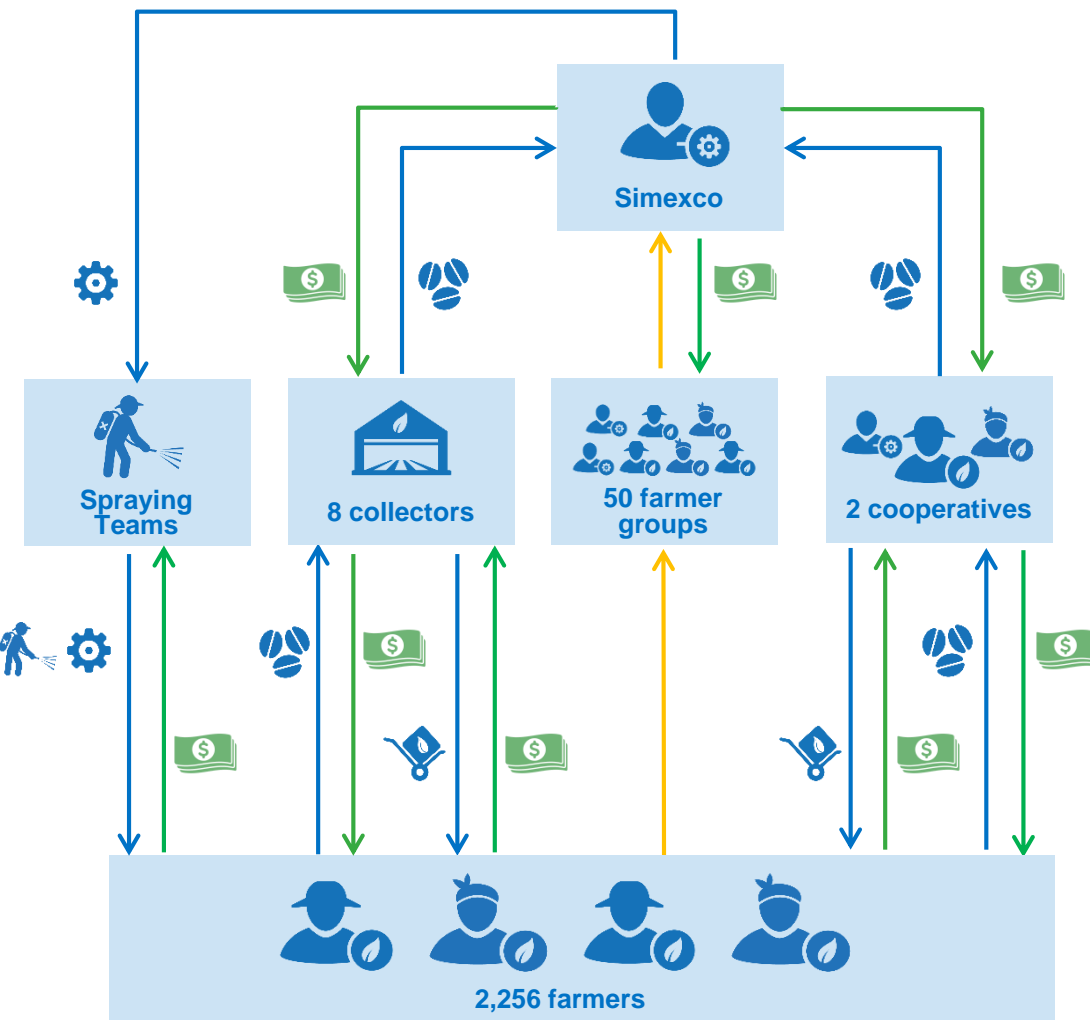 Simexco
$
$
$
$
Spraying
Teams
8 collectors
50 farmer
groups
2 cooperatives
$
$
$
$
$
2,256 farmers